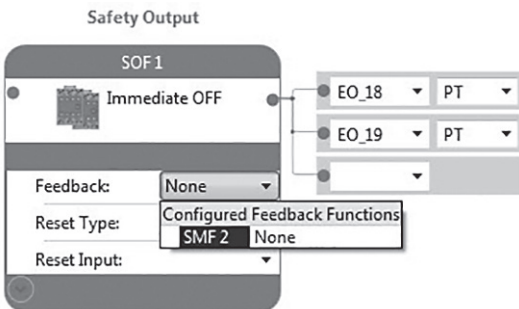 Safety Output
SOF 1
Immediate OFF
EO_18 PT
EO_19 PT
Feedback: None
Configured Feedback Functions
SMF 2 None
Reset Type:
Reset Input: